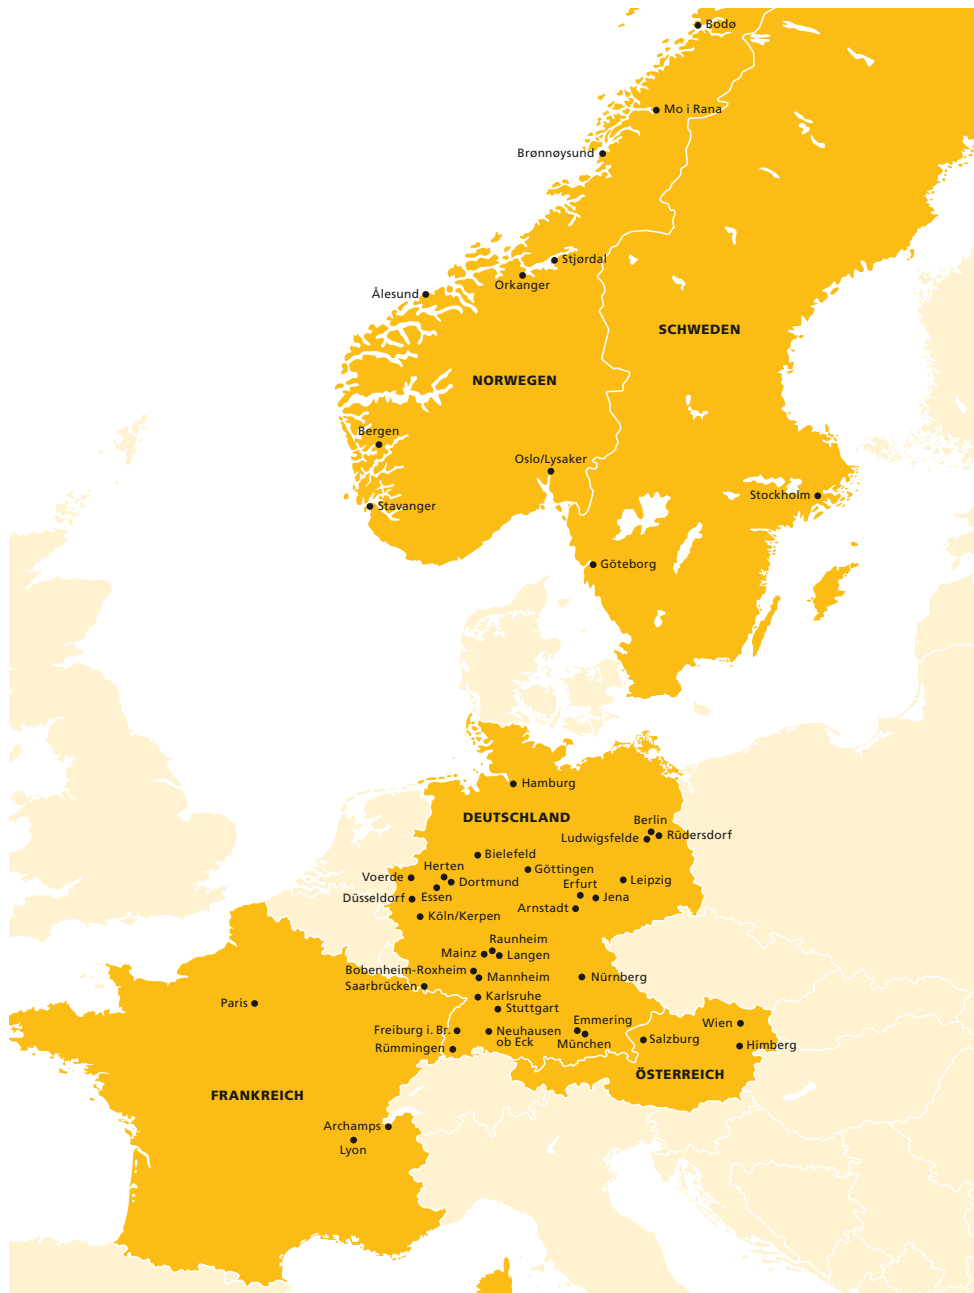 Bodø
Mo i Rana
Brønnøysund
Stjørdal
Orkanger
Ålesund
SCHWEDEN
NORWEGEN
Bergen
Oslo/Lysaker
Stockholm
Stavanger
Göteborg
Hamburg
DEUTSCHLAND
Berlin
Rüdersdorf
Ludwigsfelde
Bielefeld
Göttingen
Herten
Voerde
Dortmund
Leipzig
Erfurt
Essen
Düsseldorf
Jena
Arnstadt
Köln/Kerpen
Raunheim
Mainz
Langen
Bobenheim-Roxheim
Mannheim
Nürnberg
Saarbrücken
Karlsruhe
Paris
Stuttgart
Emmering
Wien
Freiburg i. Br.
Neuhausen
ob Eck
München
Salzburg
Himberg
Rümmingen
ÖSTERREICH
FRANKREICH
Archamps
Lyon